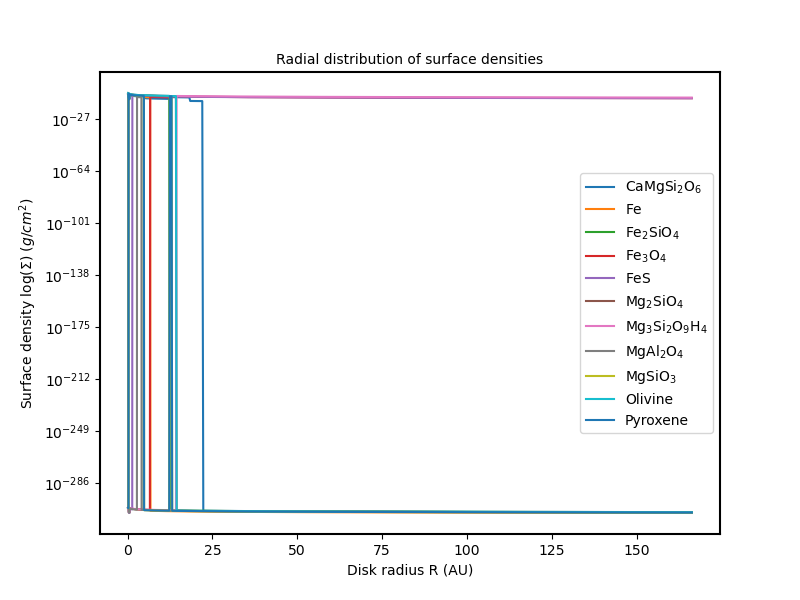 Radial distribution of surface densities
Surface density log(Σ) (g/cm²)
10⁻²⁷
10⁻⁶⁴
10⁻¹⁰¹
10⁻¹³⁸
10⁻¹⁷⁵
10⁻²¹²
10⁻²⁴⁹
10⁻²⁸⁶
CaMgSi₂O₆
Fe
Fe₂SiO₄
Fe₃O₄
FeS
Mg₂SiO₄
Mg₃Si₂O₉H₄
MgAl₂O₄
MgSiO₃
Olivine
Pyroxene
0 25 50 75 100 125 150
Disk radius R (AU)